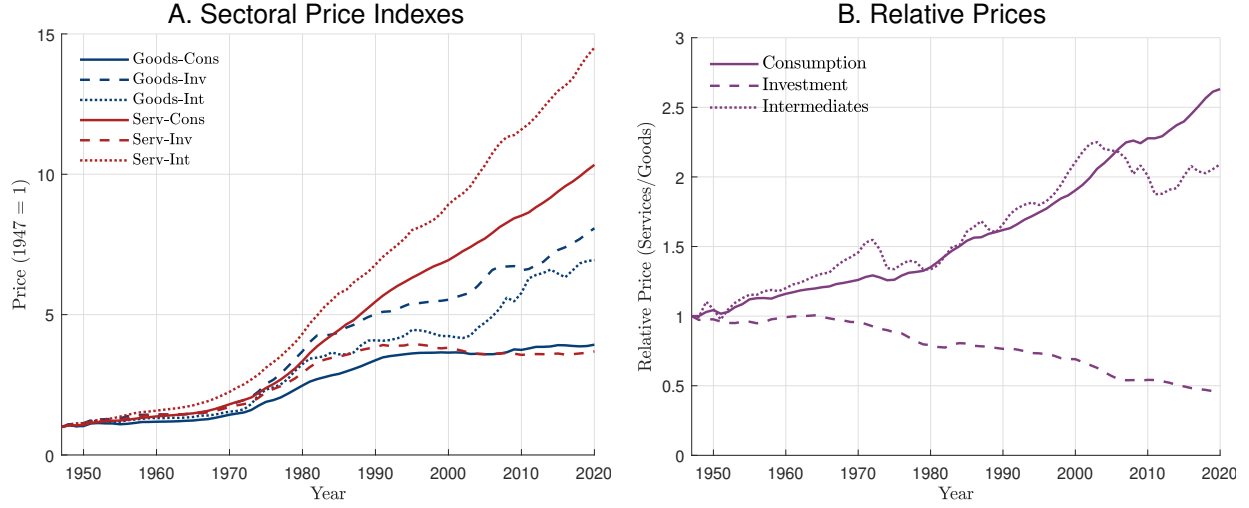 A. Sectoral Price Indexes
15
10
5
0
Price (1947 = 1)
Goods-Cons
Goods-Inv
Goods-Int
Serv-Cons
Serv-Inv
Serv-Int
1950 1960 1970 1980 1990 2000 2010 2020
Year
B. Relative Prices
3
2.5
2
1.5
1
0.5
0
Relative Price (Services/Goods)
Consumption
Investment
Intermediates
1950 1960 1970 1980 1990 2000 2010 2020
Year